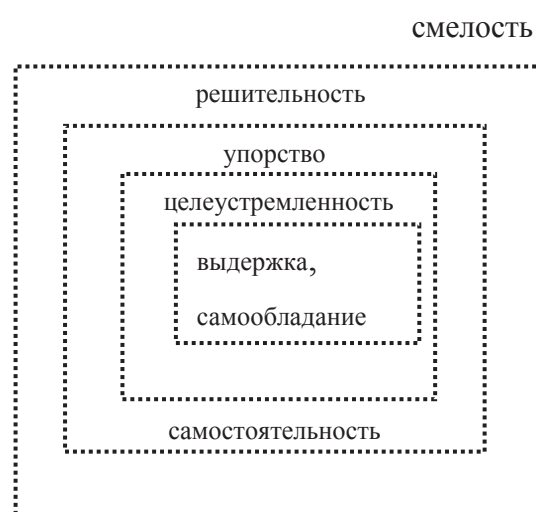 смелость
решительность
упорство
целеустремленность
выдержка,
самообладание
самостоятельность